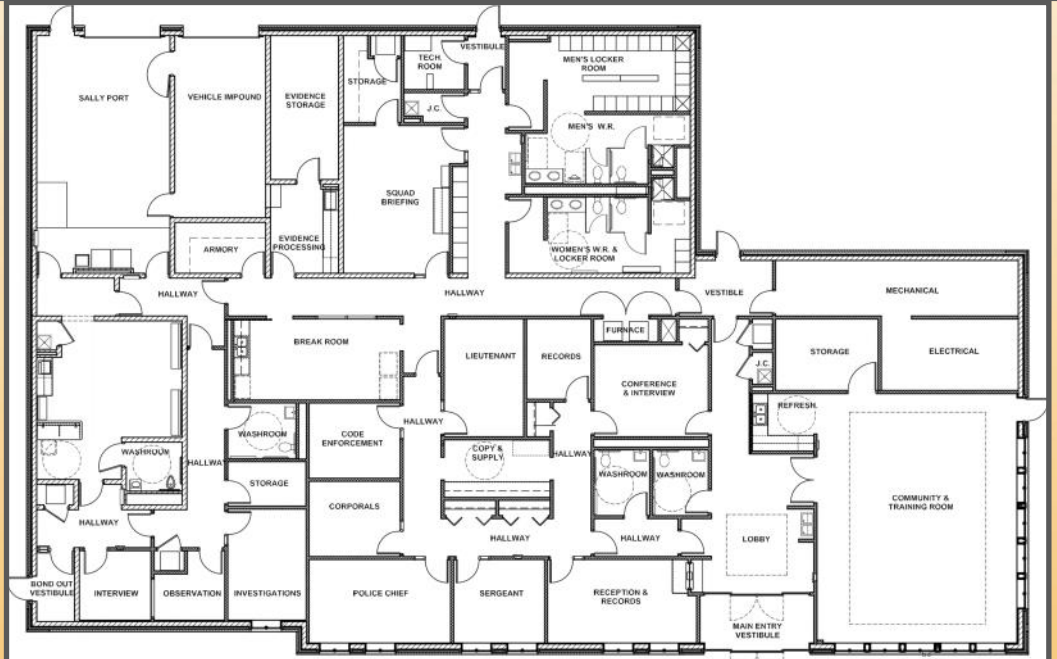 VESTIBULE
TECH.
ROOM
MEN'S LOCKER
ROOM
STORAGE
SALLY PORT
VEHICLE IMPOUND
EVIDENCE
STORAGE
J.C.
MEN'S W.R.
SQUAD
BRIEFING
ARMORY
EVIDENCE
PROCESSING
WOMEN'S W.R. &
LOCKER ROOM
HALLWAY
HALLWAY
VESTIBLE
MECHANICAL
FURNACE
BREAK ROOM
LIEUTENANT
RECORDS
STORAGE
ELECTRICAL
J.C.
CONFERENCE
& INTERVIEW
REFRESH.
HALLWAY
WASHROOM
CODE
ENFORCEMENT
WASHROOM
COPY &
SUPPLY
HALLWAY
HALLWAY
WASHROOM
WASHROOM
STORAGE
COMMUNITY &
TRAINING ROOM
CORPORALS
HALLWAY
HALLWAY
HALLWAY
LOBBY
BOND OUT
VESTIBULE
INTERVIEW
OBSERVATION
INVESTIGATIONS
POLICE CHIEF
SERGEANT
RECEPTION &
RECORDS
MAIN ENTRY
VESTIBULE